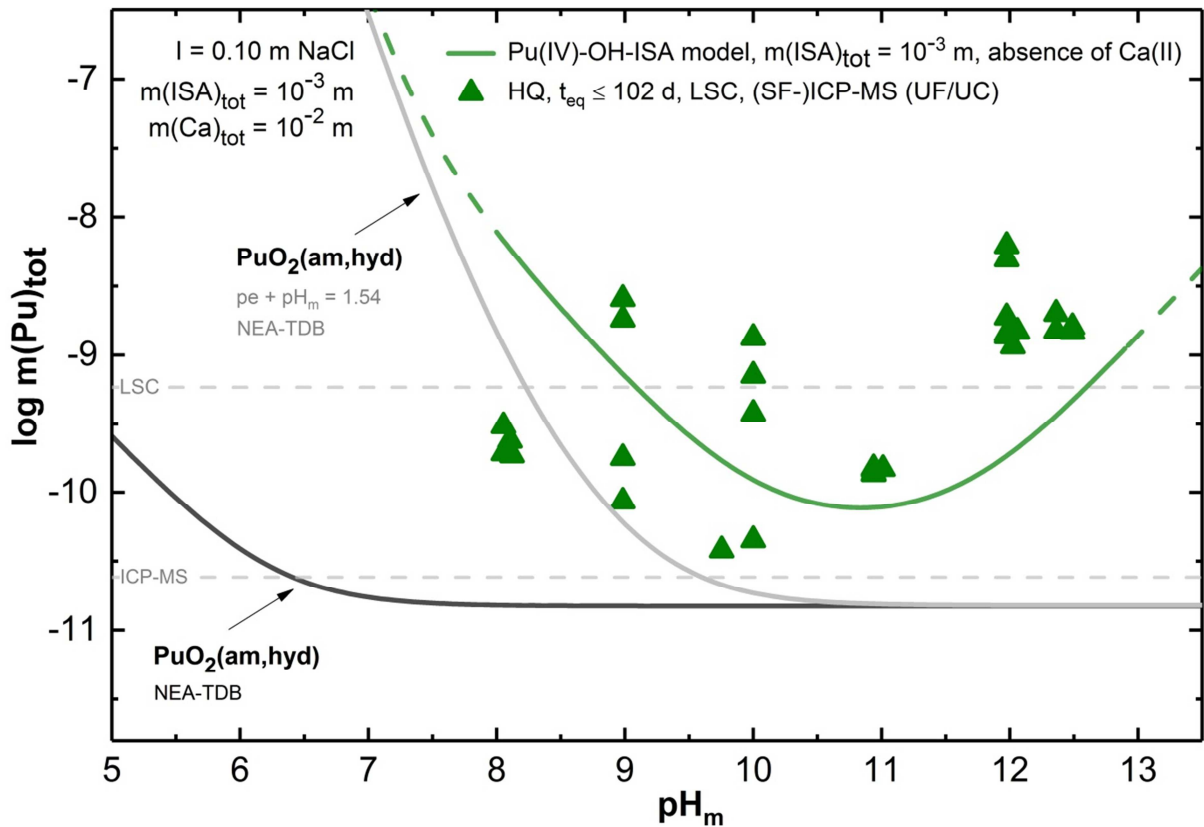 I = 0.10 m NaCl
m(ISA)tot = 10⁻³ m
m(Ca)tot = 10⁻² m
Pu(IV)-OH-ISA model, m(ISA)tot = 10⁻³ m, absence of Ca(II)
HQ, teq ≤ 102 d, LSC, (SF-)ICP-MS (UF/UC)
PuO₂(am,hyd)
pe + pHm = 1.54
NEA-TDB
LSC
ICP-MS
PuO₂(am,hyd)
NEA-TDB
log m(Pu)tot
-7
-8
-9
-10
-11
5 6 7 8 9 10 11 12 13
pHm